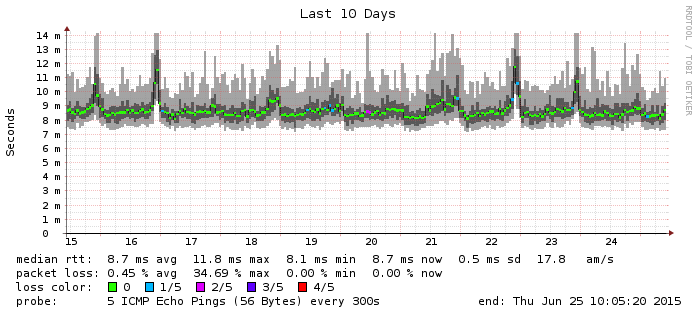 Last 10 Days
RRDTOOL / TOBI OETIKER
Seconds
14 m
13 m
12 m
11 m
10 m
9 m
8 m
7 m
6 m
5 m
4 m
3 m
2 m
1 m
0
15 16 17 18 19 20 21 22 23 24
median rtt: 8.7 ms avg 11.8 ms max 8.1 ms min 8.7 ms now 0.5 ms sd 17.8 am/s
packet loss: 0.45 % avg 34.69 % max 0.00 % min 0.00 % now
loss color: 0 1/5 2/5 3/5 4/5
probe: 5 ICMP Echo Pings (56 Bytes) every 300s end: Thu Jun 25 10:05:20 2015